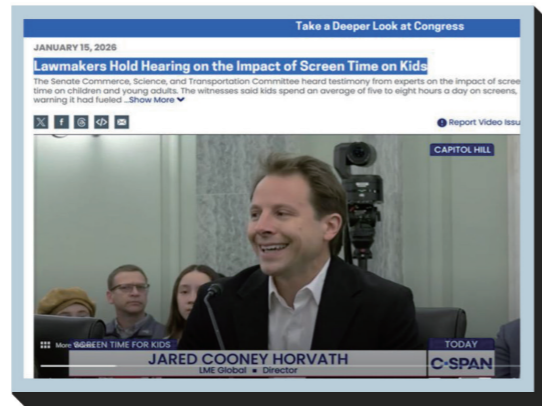 Take a Deeper Look at Congress
JANUARY 15, 2026
Lawmakers Hold Hearing on the Impact of Screen Time on Kids
The Senate Commerce, Science, and Transportation Committee heard testimony from experts on the impact of scree
time on children and young adults. The witnesses said kids spend an average of five to eight hours a day on screens,
warning it had fueled ...Show More
Report Video Issu
CAPITOL HILL
More SCREEN TIME FOR KIDS
TODAY
JARED COONEY HORVATH
LME Global ▪ Director
C-SPAN